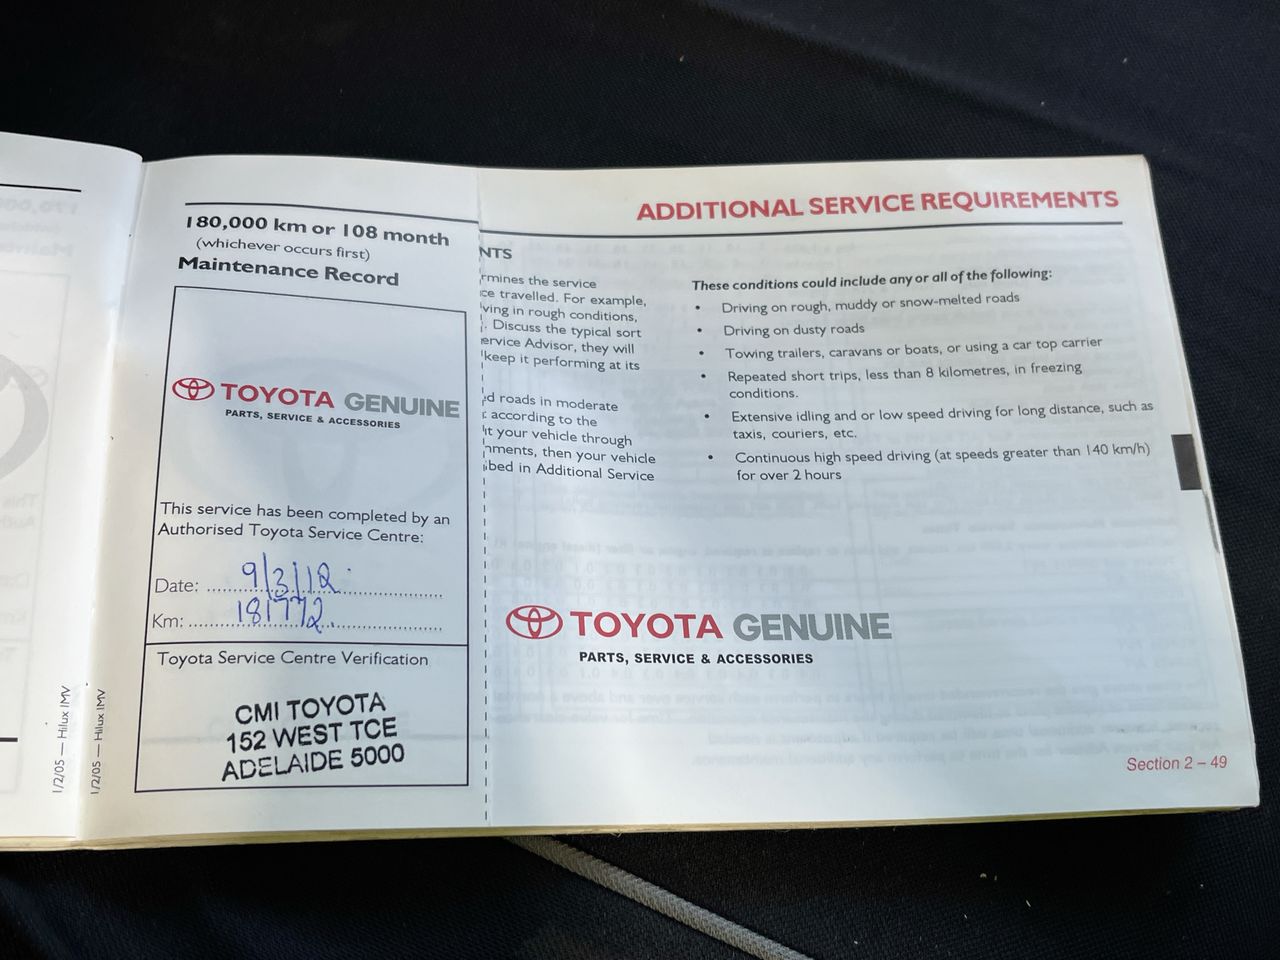 180,000 km or 108 month
(whichever occurs first)
Maintenance Record
TOYOTA GENUINE
PARTS, SERVICE & ACCESSORIES
This service has been completed by an
Authorised Toyota Service Centre:
Date: 9/3/12
Km: 181772
Toyota Service Centre Verification
CMI TOYOTA
152 WEST TCE
ADELAIDE 5000
1/2/05 — Hilux IMV
1/2/05 — Hilux IMV
ADDITIONAL SERVICE REQUIREMENTS
NTS
rmines the service
ce travelled. For example,
ving in rough conditions,
. Discuss the typical sort
ervice Advisor, they will
keep it performing at its
d roads in moderate
according to the
it your vehicle through
nments, then your vehicle
bed in Additional Service
These conditions could include any or all of the following:
• Driving on rough, muddy or snow-melted roads
• Driving on dusty roads
• Towing trailers, caravans or boats, or using a car top carrier
• Repeated short trips, less than 8 kilometres, in freezing
conditions.
• Extensive idling and or low speed driving for long distance, such as
taxis, couriers, etc.
• Continuous high speed driving (at speeds greater than 140 km/h)
for over 2 hours
TOYOTA GENUINE
PARTS, SERVICE & ACCESSORIES
Section 2 – 49